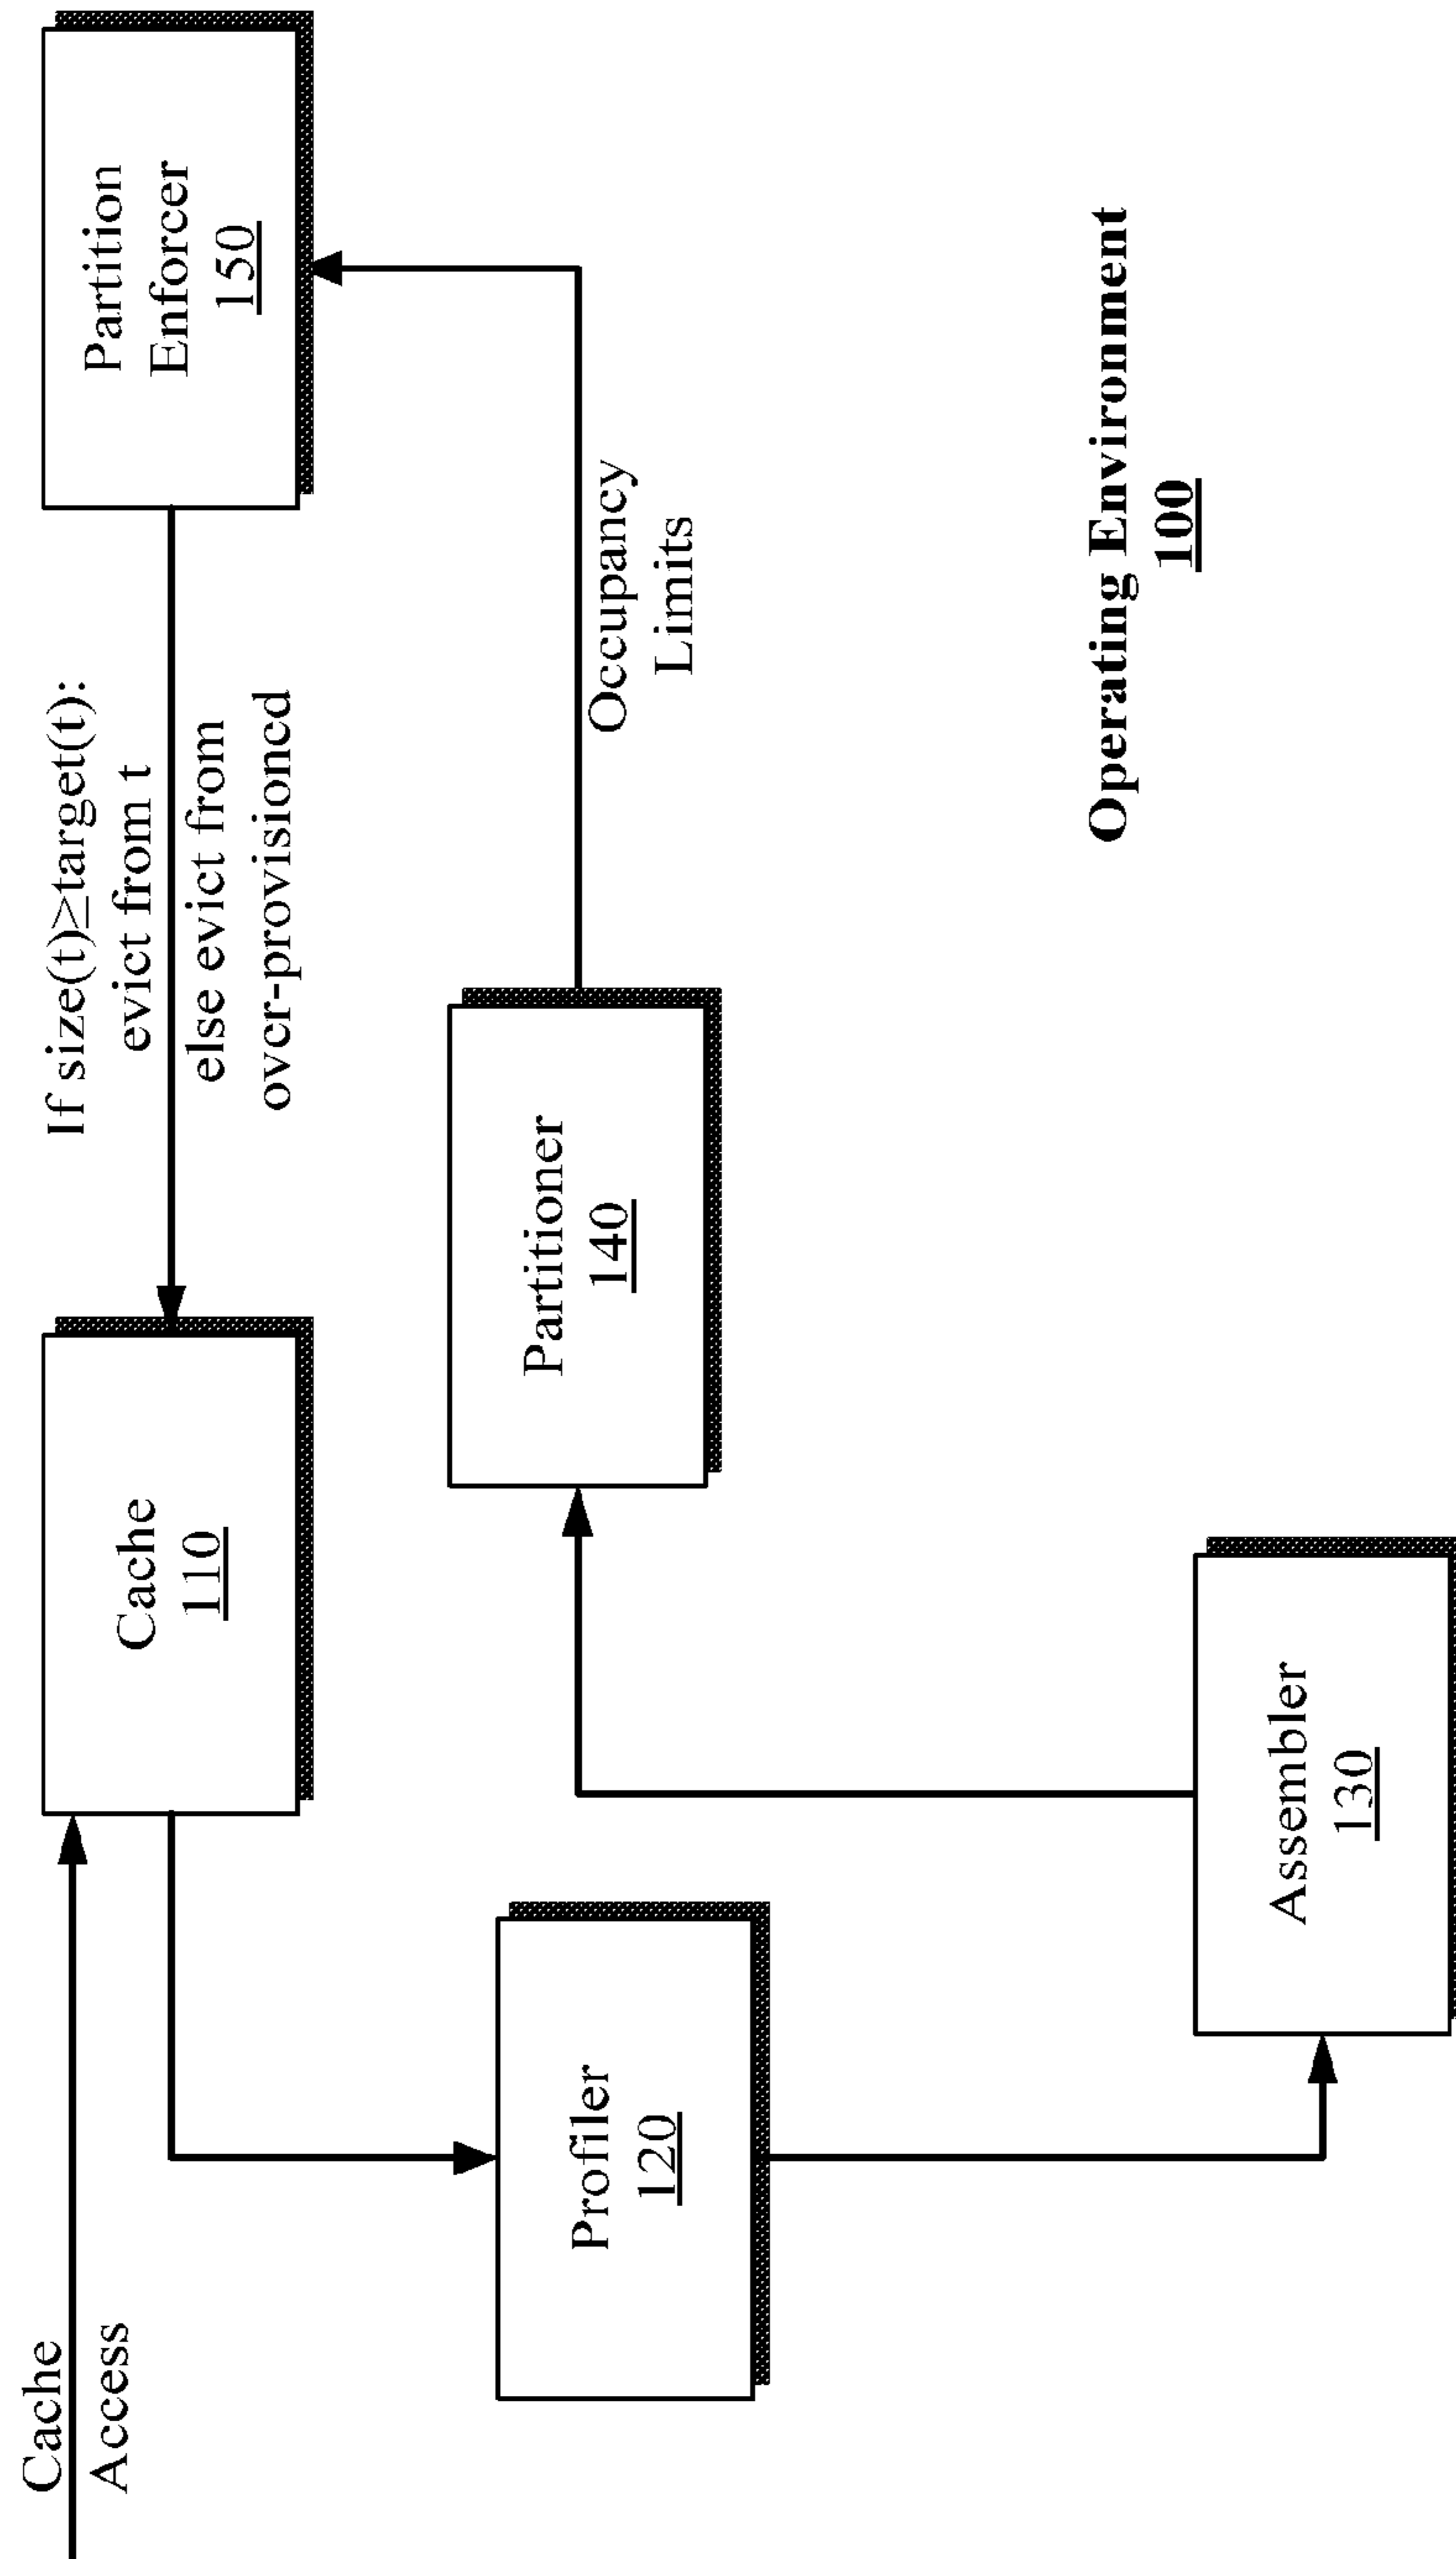 Cache
Access
Cache
110
If size(t)≥target(t):
evict from t
else evict from
over-provisioned
Partition
Enforcer
150
Profiler
120
Partitioner
140
Occupancy
Limits
Assembler
130
Operating Environment
100